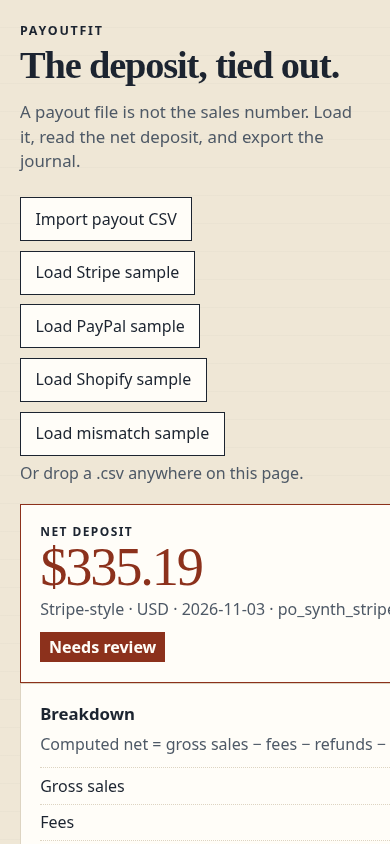 PAYOUTFIT
The deposit, tied out.
A payout file is not the sales number. Load
it, read the net deposit, and export the
journal.
Import payout CSV
Load Stripe sample
Load PayPal sample
Load Shopify sample
Load mismatch sample
Or drop a .csv anywhere on this page.
NET DEPOSIT
$335.19
Stripe-style · USD · 2026-11-03 · po_synth_stripe
Needs review
Breakdown
Computed net = gross sales − fees − refunds −
Gross sales
Fees